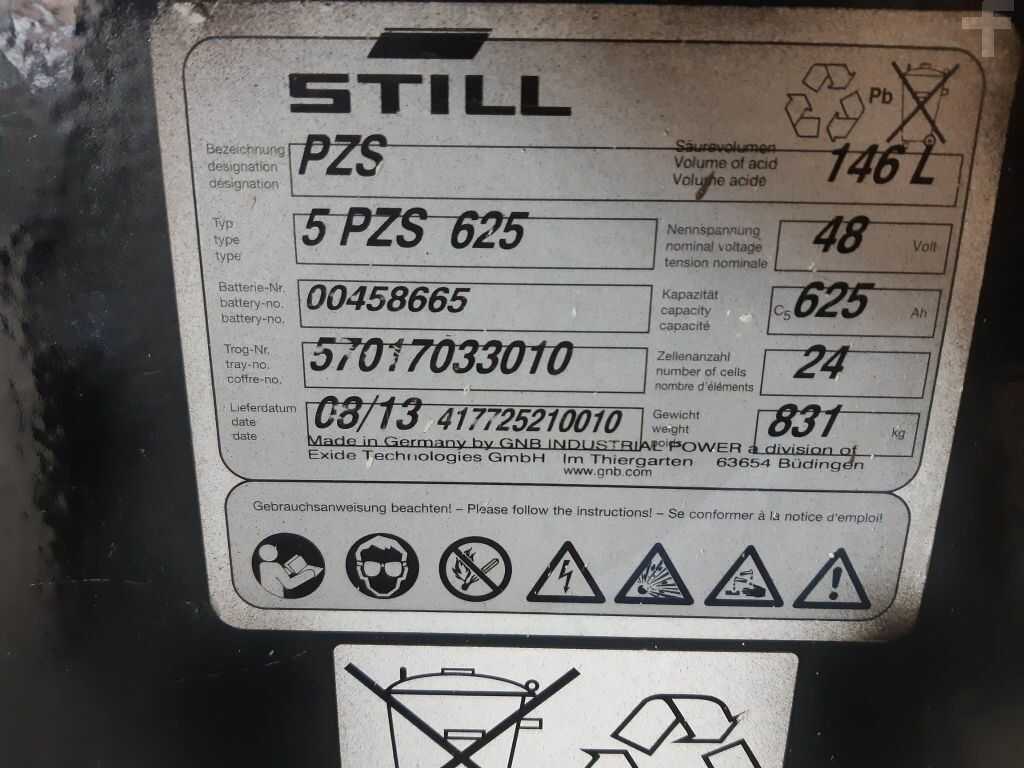 STILL
Pb
Bezeichnung
designation
désignation
PZS
Säurevolumen
Volume of acid
Volume acide
146 L
Typ
type
type
5 PZS 625
Nennspannung
nominal voltage
tension nominale
48 Volt
Batterie-Nr.
battery-no.
battery-no.
00458665
Kapazität
capacity
capacité
C5 625 Ah
Trog-Nr.
tray-no.
coffre-no.
57017033010
Zellenanzahl
number of cells
nombre d'éléments
24
Lieferdatum
date
date
08/13 417725210010
Gewicht
weight
poids
831 kg
Made in Germany by GNB INDUSTRIAL POWER a division of
Exide Technologies GmbH Im Thiergarten 63654 Büdingen
www.gnb.com
Gebrauchsanweisung beachten! – Please follow the instructions! – Se conformer à la notice d'emploi!